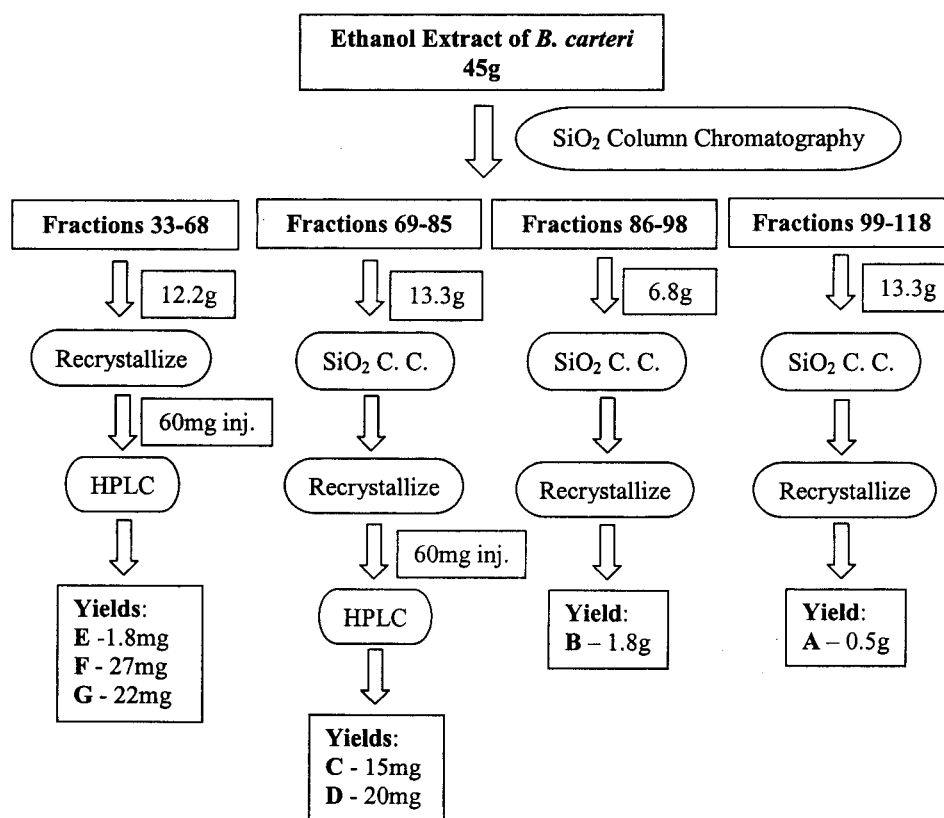 Ethanol Extract of B. carteri
45g
SiO₂ Column Chromatography
Fractions 33-68
Fractions 69-85
Fractions 86-98
Fractions 99-118
12.2g
13.3g
6.8g
13.3g
Recrystallize
SiO₂ C. C.
SiO₂ C. C.
SiO₂ C. C.
60mg inj.
HPLC
Recrystallize
Recrystallize
Recrystallize
60mg inj.
Yields:
E -1.8mg
F - 27mg
G - 22mg
HPLC
Yield:
B – 1.8g
Yield:
A – 0.5g
Yields:
C - 15mg
D - 20mg